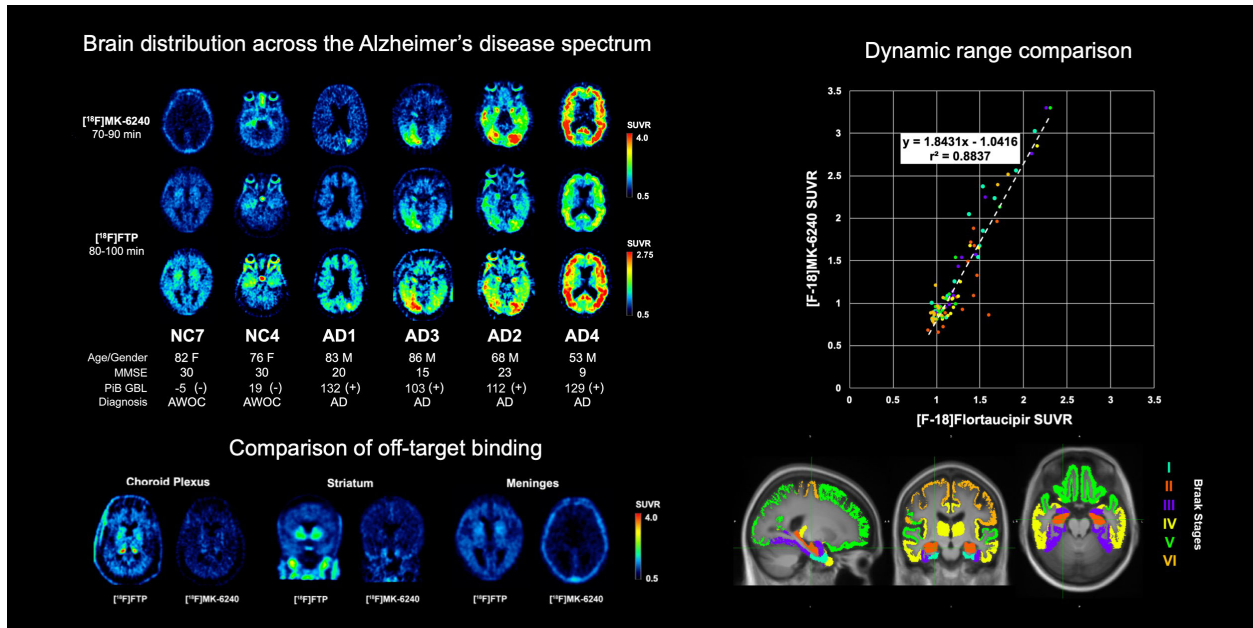 Brain distribution across the Alzheimer's disease spectrum
[¹⁸F]MK-6240
70-90 min
SUVR
4.0
0.5
[¹⁸F]FTP
80-100 min
SUVR
2.75
0.5
NC7 NC4 AD1 AD3 AD2 AD4
Age/Gender 82 F 76 F 83 M 86 M 68 M 53 M
MMSE 30 30 20 15 23 9
PiB GBL -5 (-) 19 (-) 132 (+) 103 (+) 112 (+) 129 (+)
Diagnosis AWOC AWOC AD AD AD AD
Comparison of off-target binding
Choroid Plexus Striatum Meninges
SUVR
4.0
0.5
[¹⁸F]FTP [¹⁸F]MK-6240 [¹⁸F]FTP [¹⁸F]MK-6240 [¹⁸F]FTP [¹⁸F]MK-6240
Dynamic range comparison
[F-18]MK-6240 SUVR
3.5
3
2.5
2
1.5
1
0.5
0
y = 1.8431x - 1.0416
r² = 0.8837
0 0.5 1 1.5 2 2.5 3 3.5
[F-18]Flortaucipir SUVR
I
II
III
IV
V
VI
Braak Stages